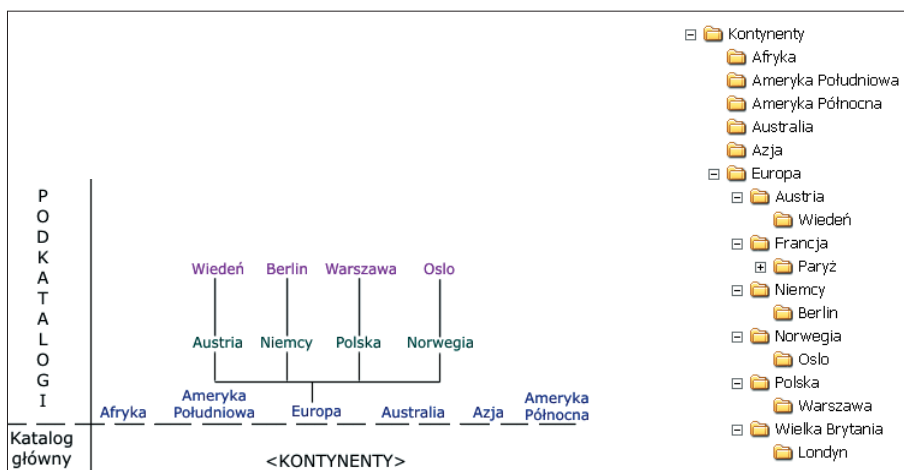 P
O
D
K
A
T
A
L
O
G
I
Wiedeń Berlin Warszawa Oslo
Austria Niemcy Polska Norwegia
Afryka
Ameryka
Południowa
Europa
Australia
Azja
Ameryka
Północna
Katalog
główny
<KONTYNENTY>
Kontynenty
Afryka
Ameryka Południowa
Ameryka Północna
Australia
Azja
Europa
Austria
Wiedeń
Francja
Paryż
Niemcy
Berlin
Norwegia
Oslo
Polska
Warszawa
Wielka Brytania
Londyn